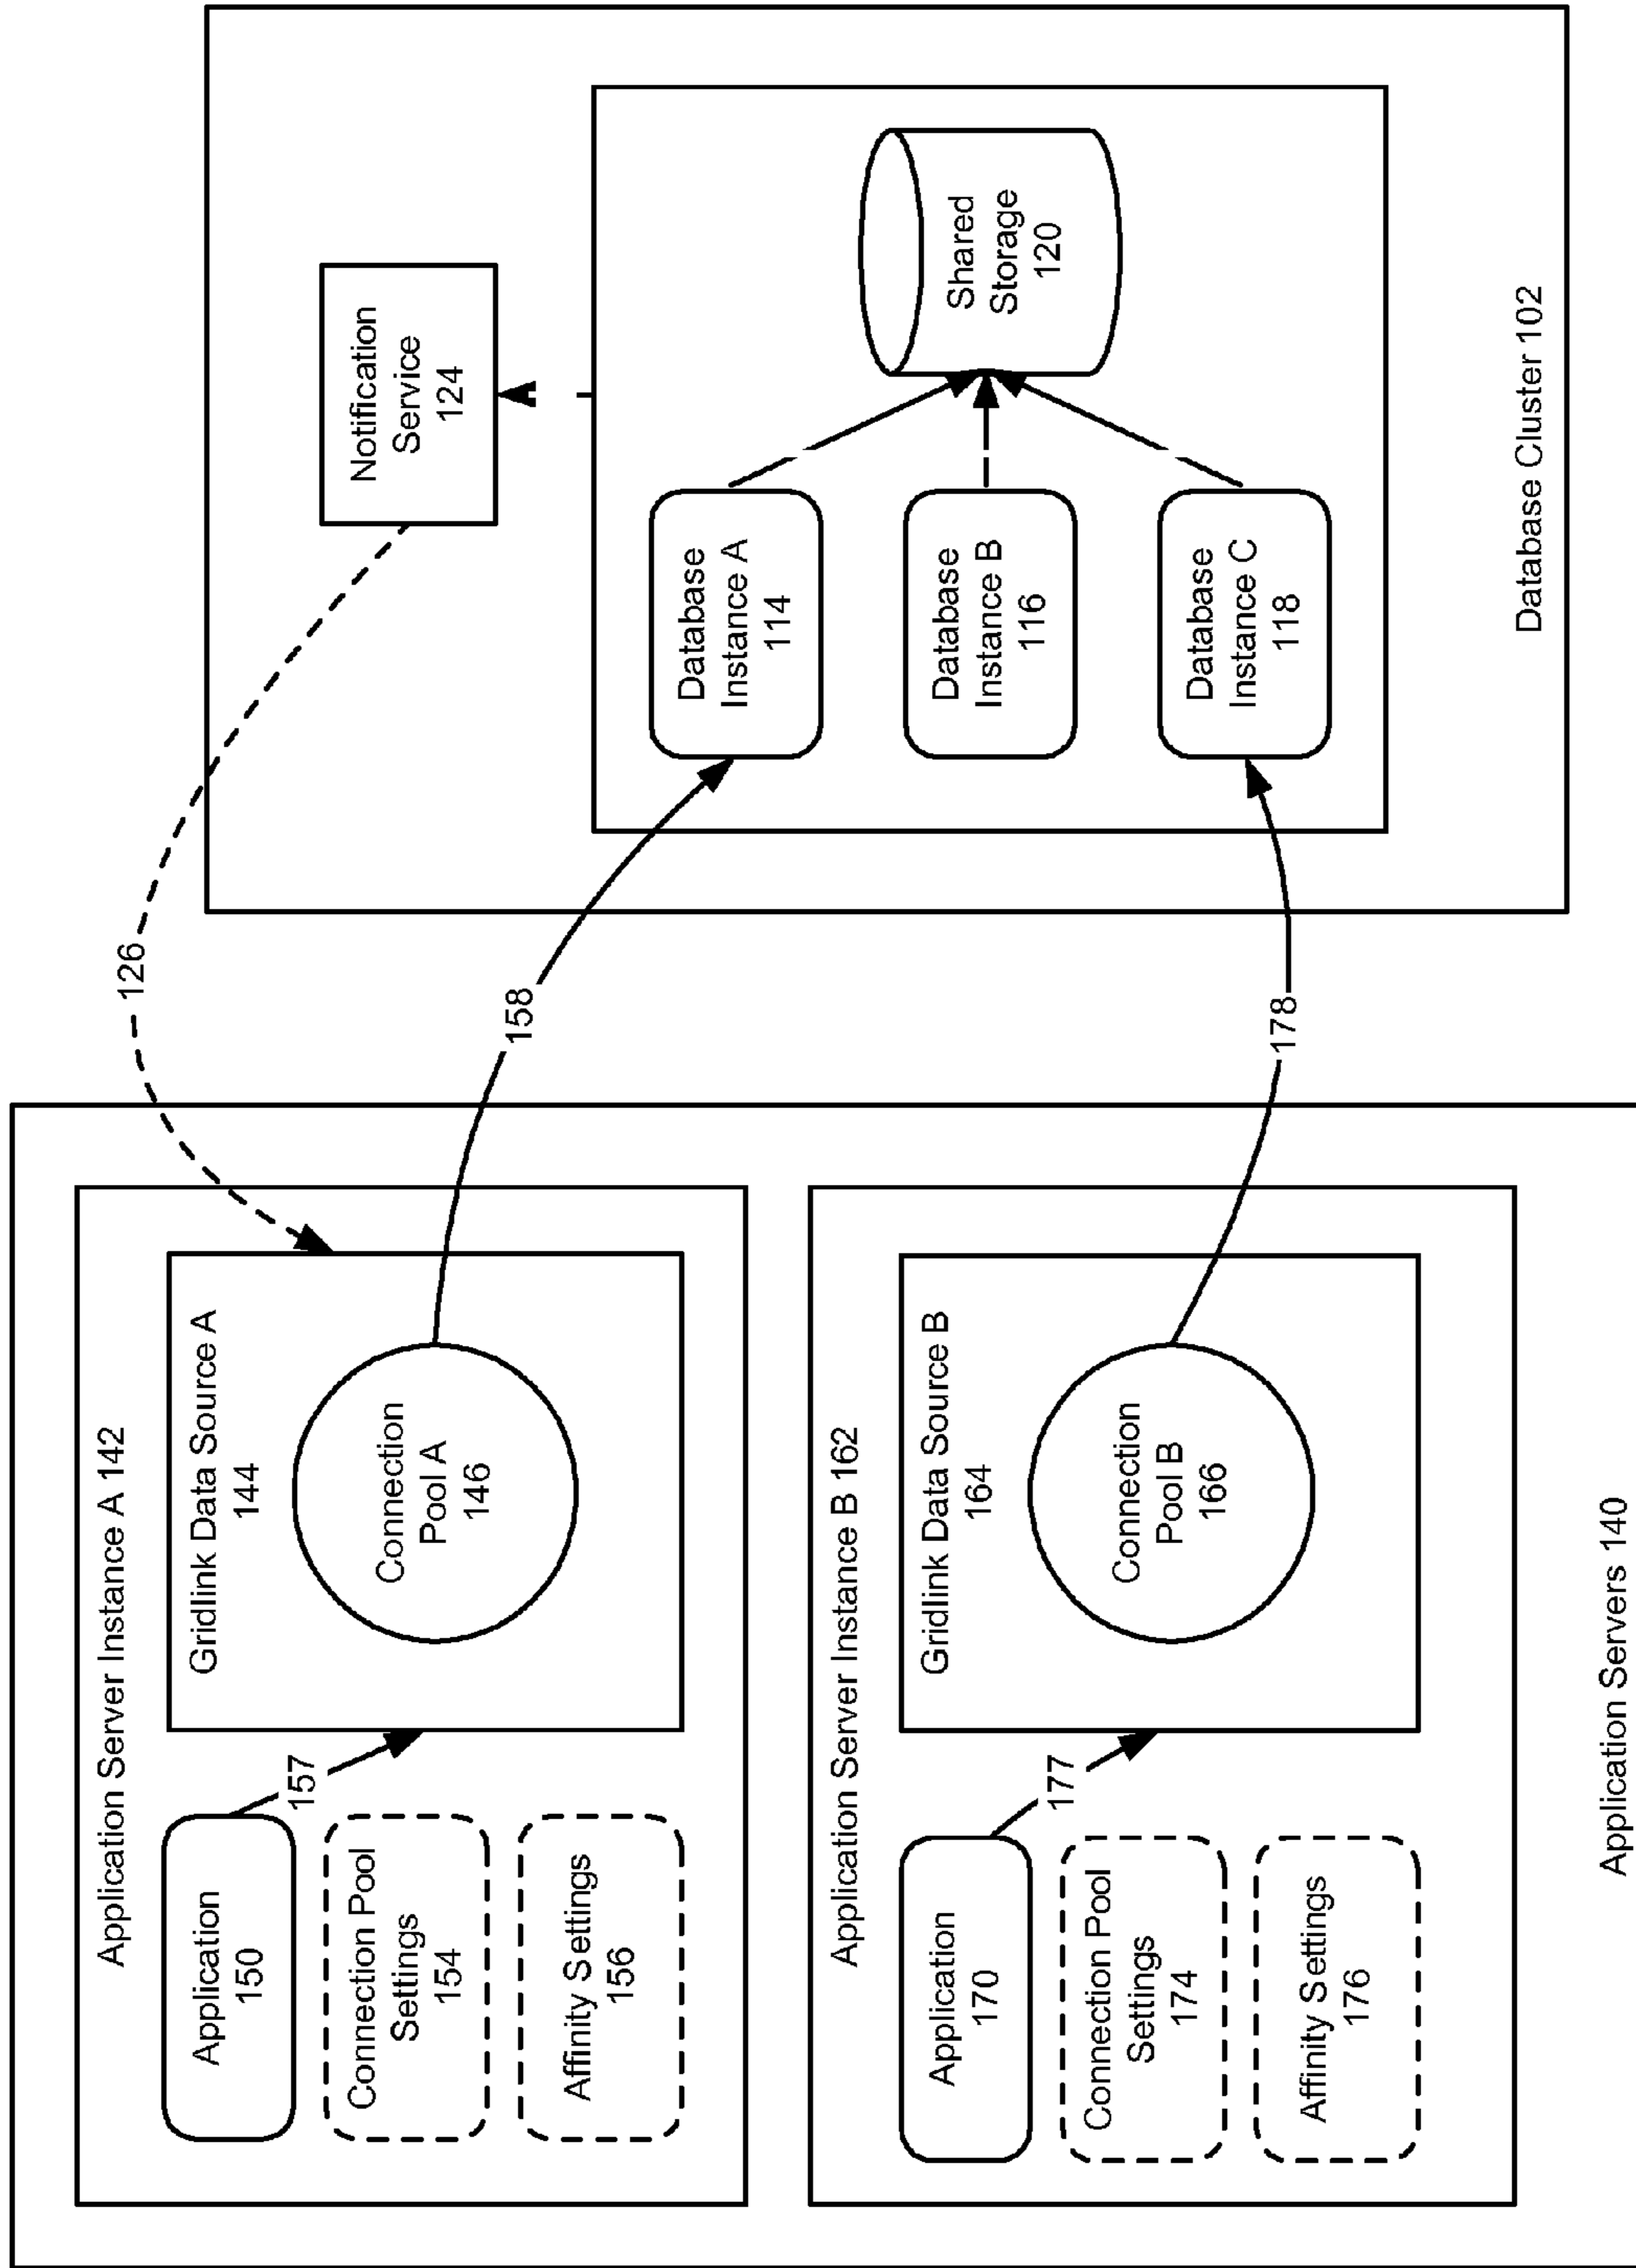 Application Server Instance A 142
Application
150
Connection Pool
Settings
154
Affinity Settings
156
157
Gridlink Data Source A
144
Connection
Pool A
146
Application Server Instance B 162
Application
170
Connection Pool
Settings
174
Affinity Settings
176
177
Gridlink Data Source B
164
Connection
Pool B
166
Application Servers 140
126
158
178
Notification
Service
124
Database
Instance A
114
Database
Instance B
116
Database
Instance C
118
Shared
Storage
120
Database Cluster 102